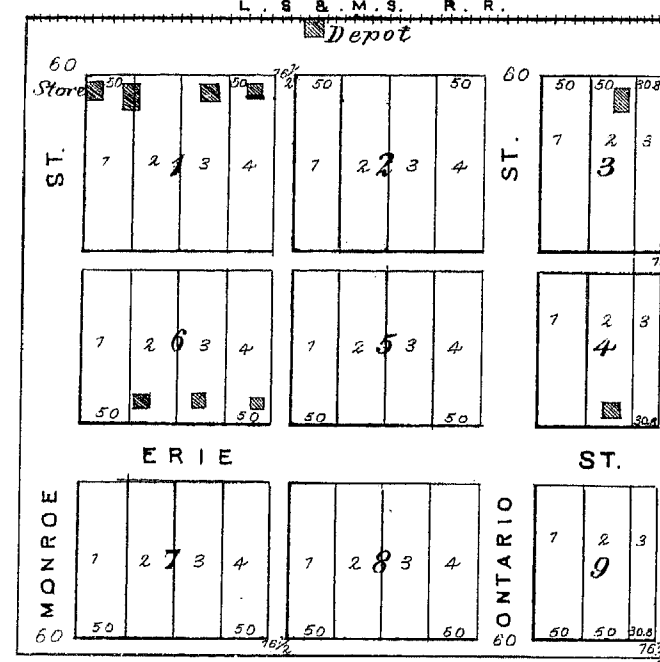 L. S & M. S. R. R.
Depot
60
Store
50 50 16½
50 50
60
50 50 30.8
ST.
1 2 1 3 4
1 2 2 3 4
ST.
1 2 3
3
1 2 6 3 4
50 50
1 2 5 3 4
50 50
1 2 3
4
30.8
ERIE ST.
MONROE
1 2 7 3 4
60 50 50 16½
1 2 8 3 4
50 60
ONTARIO
1 2 3
9
60 50 50 30.8
16½